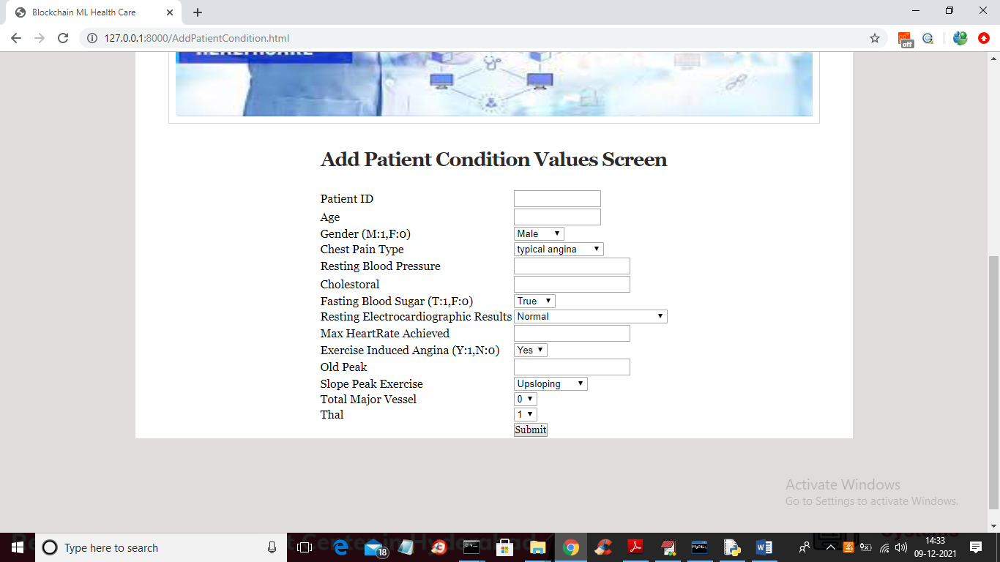 Blockchain ML Health Care
127.0.0.1:8000/AddPatientCondition.html
off
Add Patient Condition Values Screen
Patient ID
Age
Gender (M:1,F:0) Male
Chest Pain Type typical angina
Resting Blood Pressure
Cholestoral
Fasting Blood Sugar (T:1,F:0) True
Resting Electrocardiographic Results Normal
Max HeartRate Achieved
Exercise Induced Angina (Y:1,N:0) Yes
Old Peak
Slope Peak Exercise Upsloping
Total Major Vessel 0
Thal 1
Submit
Activate Windows
Go to Settings to activate Windows.
Type here to search
18
MySQL
14:33
09-12-2021